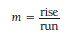 m = rise
run